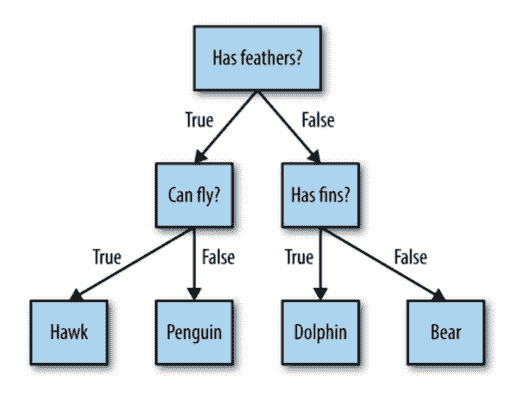 Has feathers?
True
False
Can fly?
Has fins?
True
False
True
False
Hawk
Penguin
Dolphin
Bear